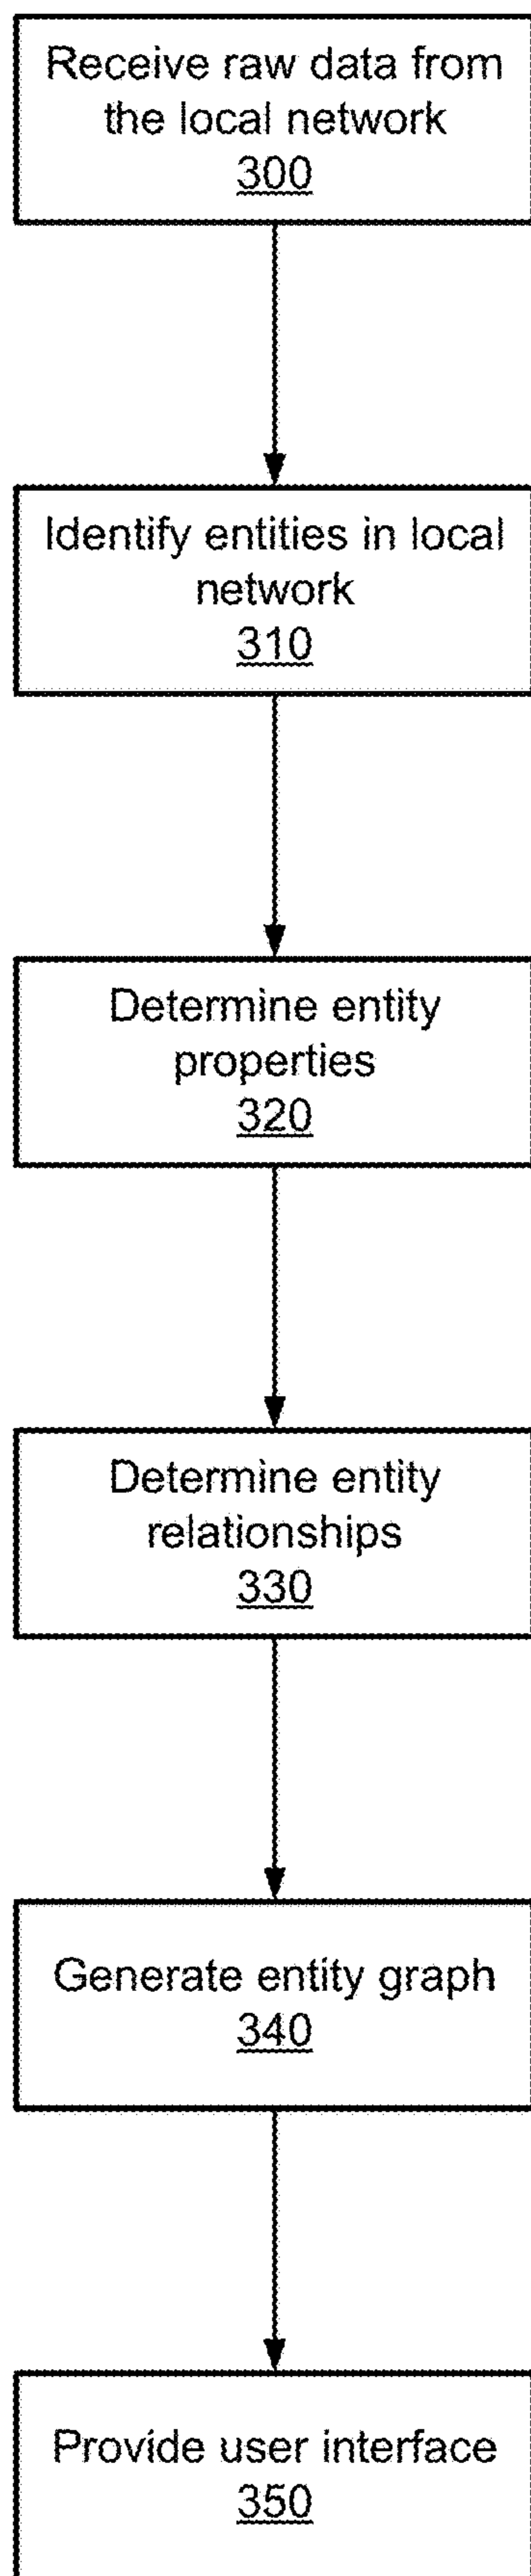 Receive raw data from
the local network
300
Identify entities in local
network
310
Determine entity
properties
320
Determine entity
relationships
330
Generate entity graph
340
Provide user interface
350